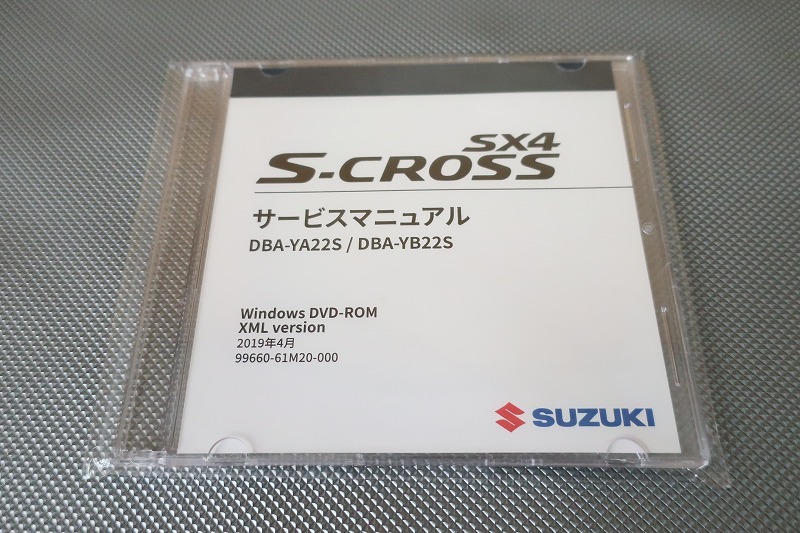 SX4
S-CROSS
サービスマニュアル
DBA-YA22S / DBA-YB22S
Windows DVD-ROM
XML version
2019年4月
99660-61M20-000
SUZUKI